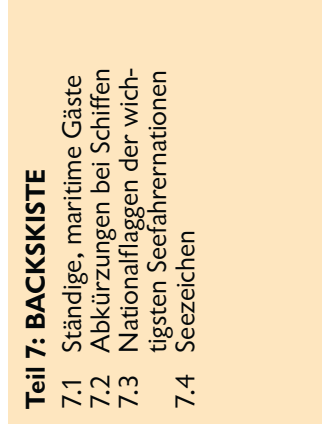 Teil 7: BACKSKISTE
7.1 Ständige, maritime Gäste
7.2 Abkürzungen bei Schiffen
7.3 Nationalflaggen der wich-
tigsten Seefahrernationen
7.4 Seezeichen